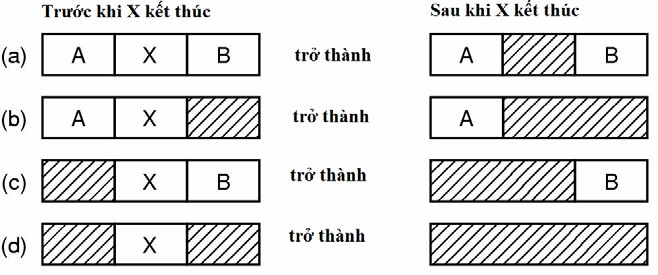 Trước khi X kết thúc Sau khi X kết thúc
(a) A X B trở thành A B
(b) A X trở thành A
(c) X B trở thành B
(d) X trở thành